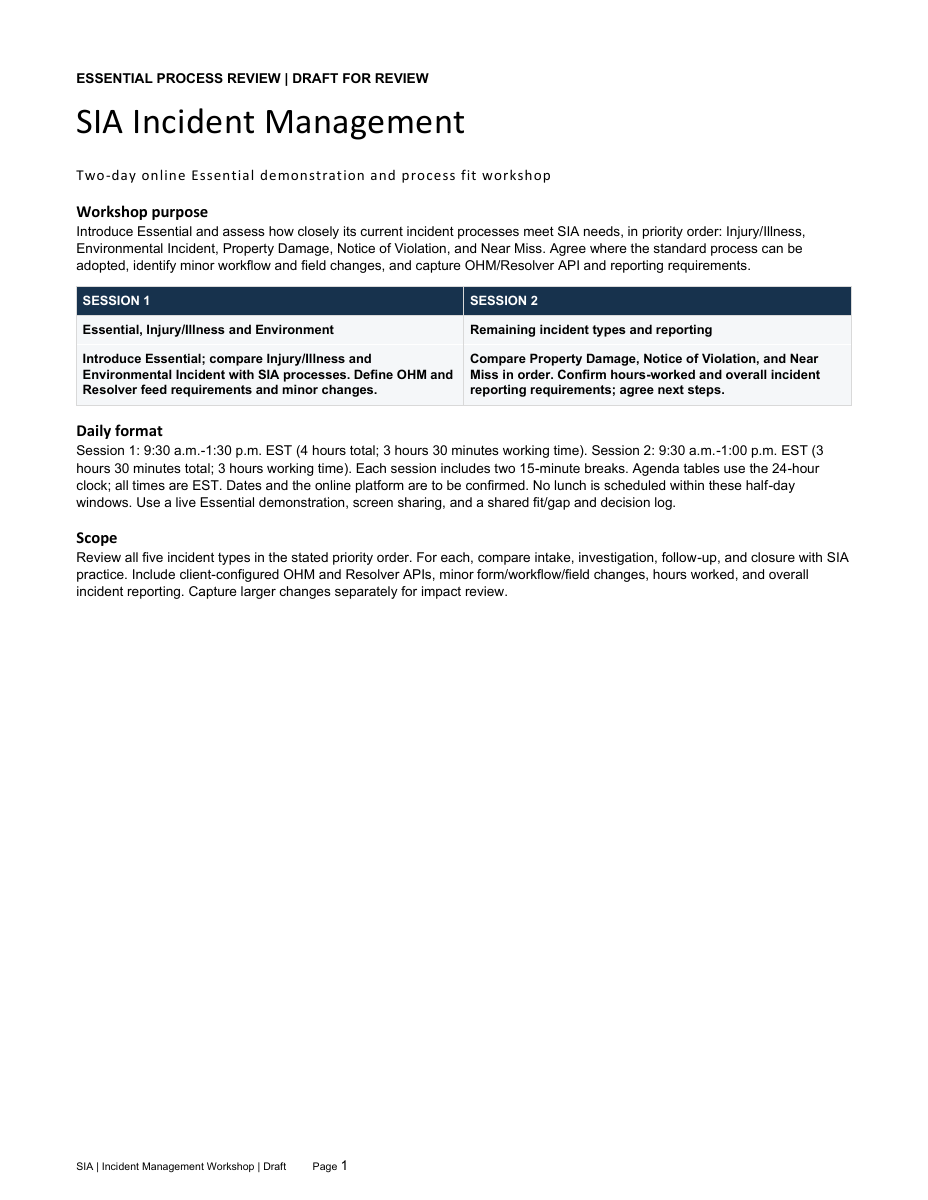 ESSENTIAL PROCESS REVIEW | DRAFT FOR REVIEW
SIA Incident Management
Two-day online Essential demonstration and process fit workshop
Workshop purpose
Introduce Essential and assess how closely its current incident processes meet SIA needs, in priority order: Injury/Illness,
Environmental Incident, Property Damage, Notice of Violation, and Near Miss. Agree where the standard process can be
adopted, identify minor workflow and field changes, and capture OHM/Resolver API and reporting requirements.
SESSION 1
SESSION 2
Essential, Injury/Illness and Environment
Remaining incident types and reporting
Introduce Essential; compare Injury/Illness and
Environmental Incident with SIA processes. Define OHM and
Resolver feed requirements and minor changes.
Compare Property Damage, Notice of Violation, and Near
Miss in order. Confirm hours-worked and overall incident
reporting requirements; agree next steps.
Daily format
Session 1: 9:30 a.m.-1:30 p.m. EST (4 hours total; 3 hours 30 minutes working time). Session 2: 9:30 a.m.-1:00 p.m. EST (3
hours 30 minutes total; 3 hours working time). Each session includes two 15-minute breaks. Agenda tables use the 24-hour
clock; all times are EST. Dates and the online platform are to be confirmed. No lunch is scheduled within these half-day
windows. Use a live Essential demonstration, screen sharing, and a shared fit/gap and decision log.
Scope
Review all five incident types in the stated priority order. For each, compare intake, investigation, follow-up, and closure with SIA
practice. Include client-configured OHM and Resolver APIs, minor form/workflow/field changes, hours worked, and overall
incident reporting. Capture larger changes separately for impact review.
SIA | Incident Management Workshop | Draft Page 1